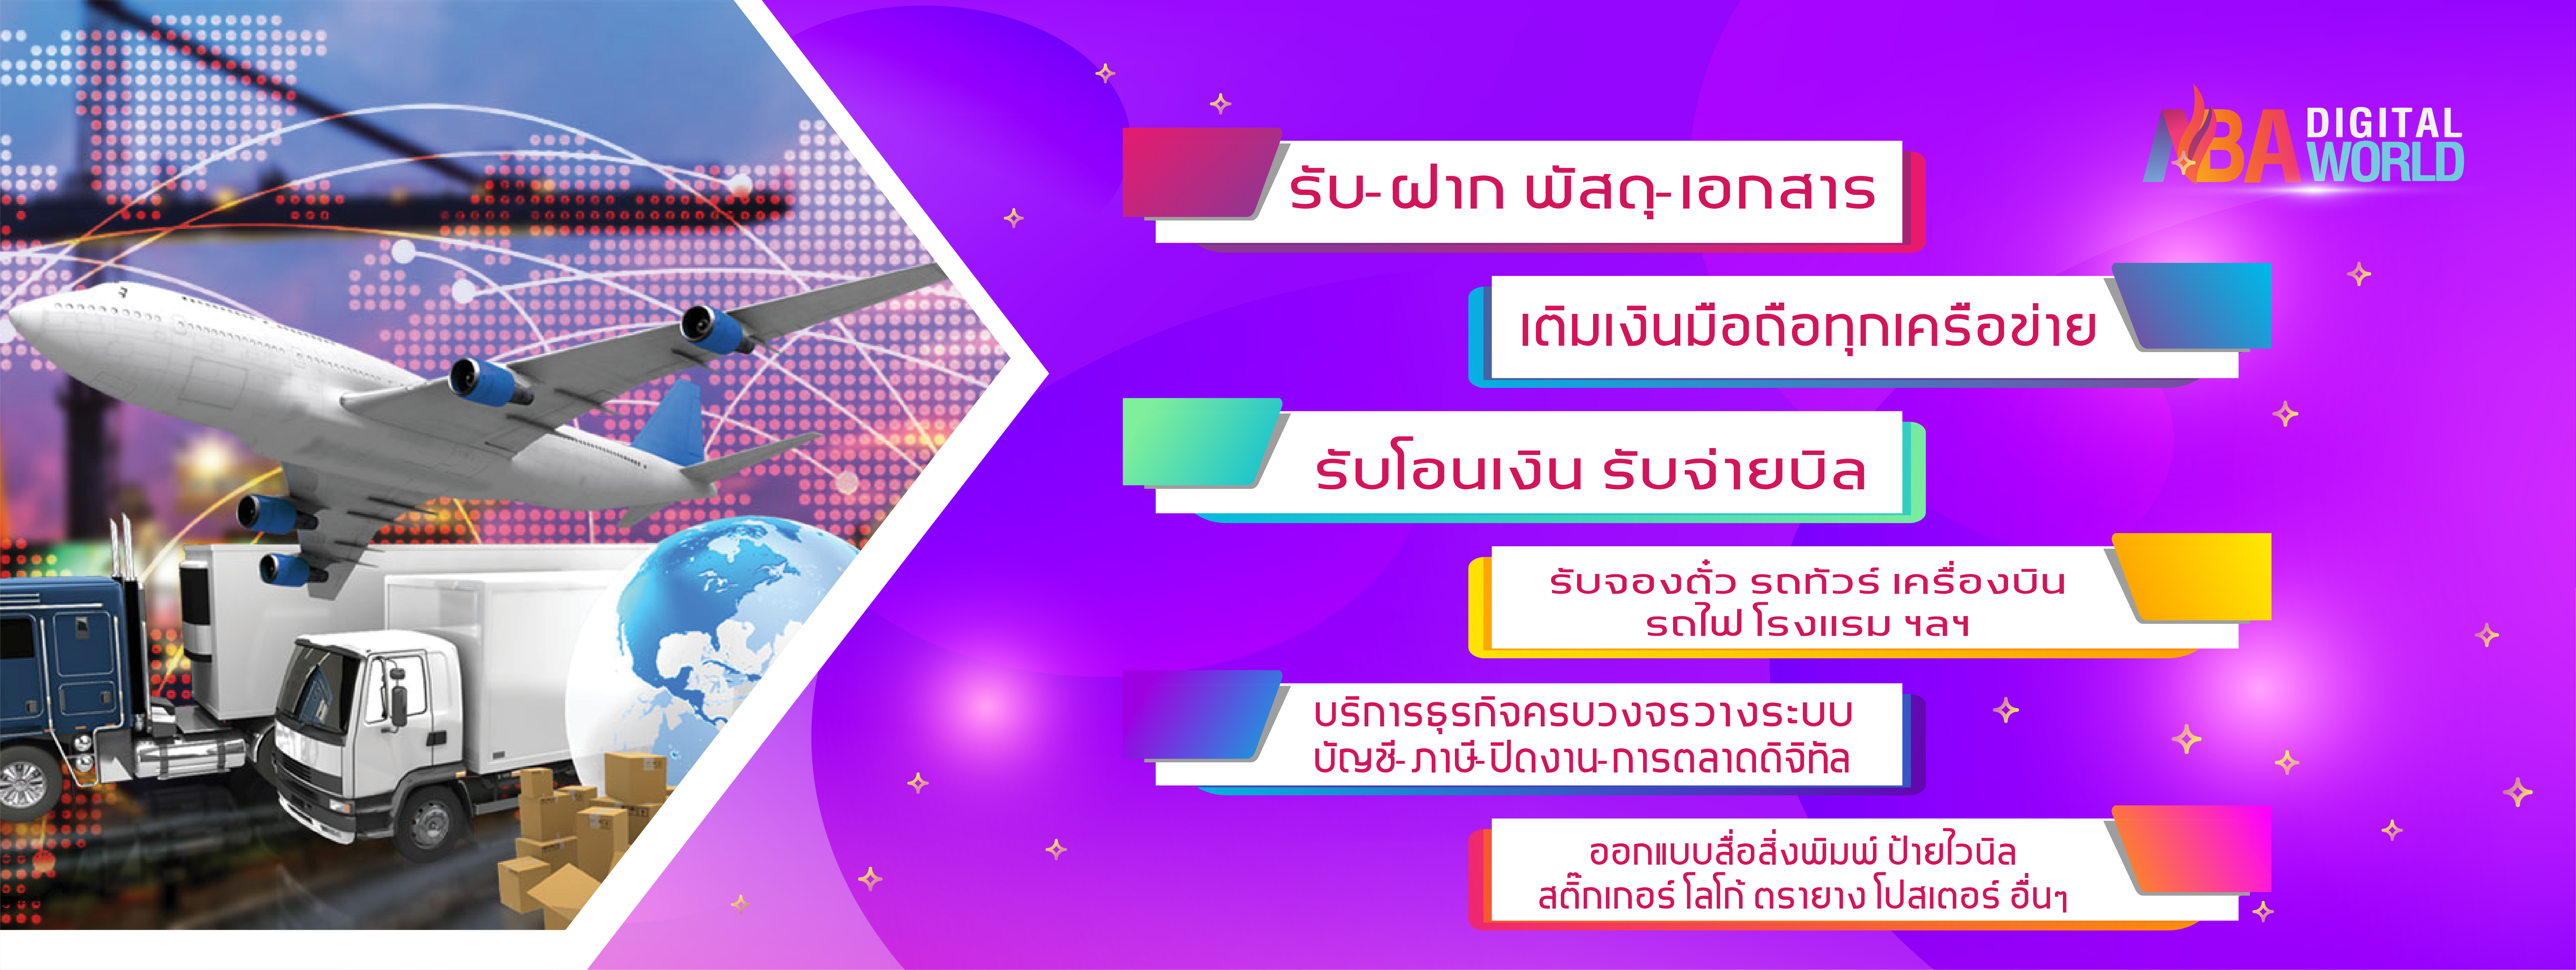 NBA DIGITAL
WORLD
รับ-ฝาก พัสดุ-เอกสาร
เติมเงินมือถือทุกเครือข่าย
รับโอนเงิน รับจ่ายบิล
รับจองตั๋ว รถทัวร์ เครื่องบิน
รถไฟ โรงแรม ฯลฯ
บริการธุรกิจครบวงจรวางระบบ
บัญชี-ภาษี-ปิดงาน-การตลาดดิจิทัล
ออกแบบสื่อสิ่งพิมพ์ ป้ายไวนิล
สติ๊กเกอร์ โลโก้ ตรายาง โปสเตอร์ อื่นๆ